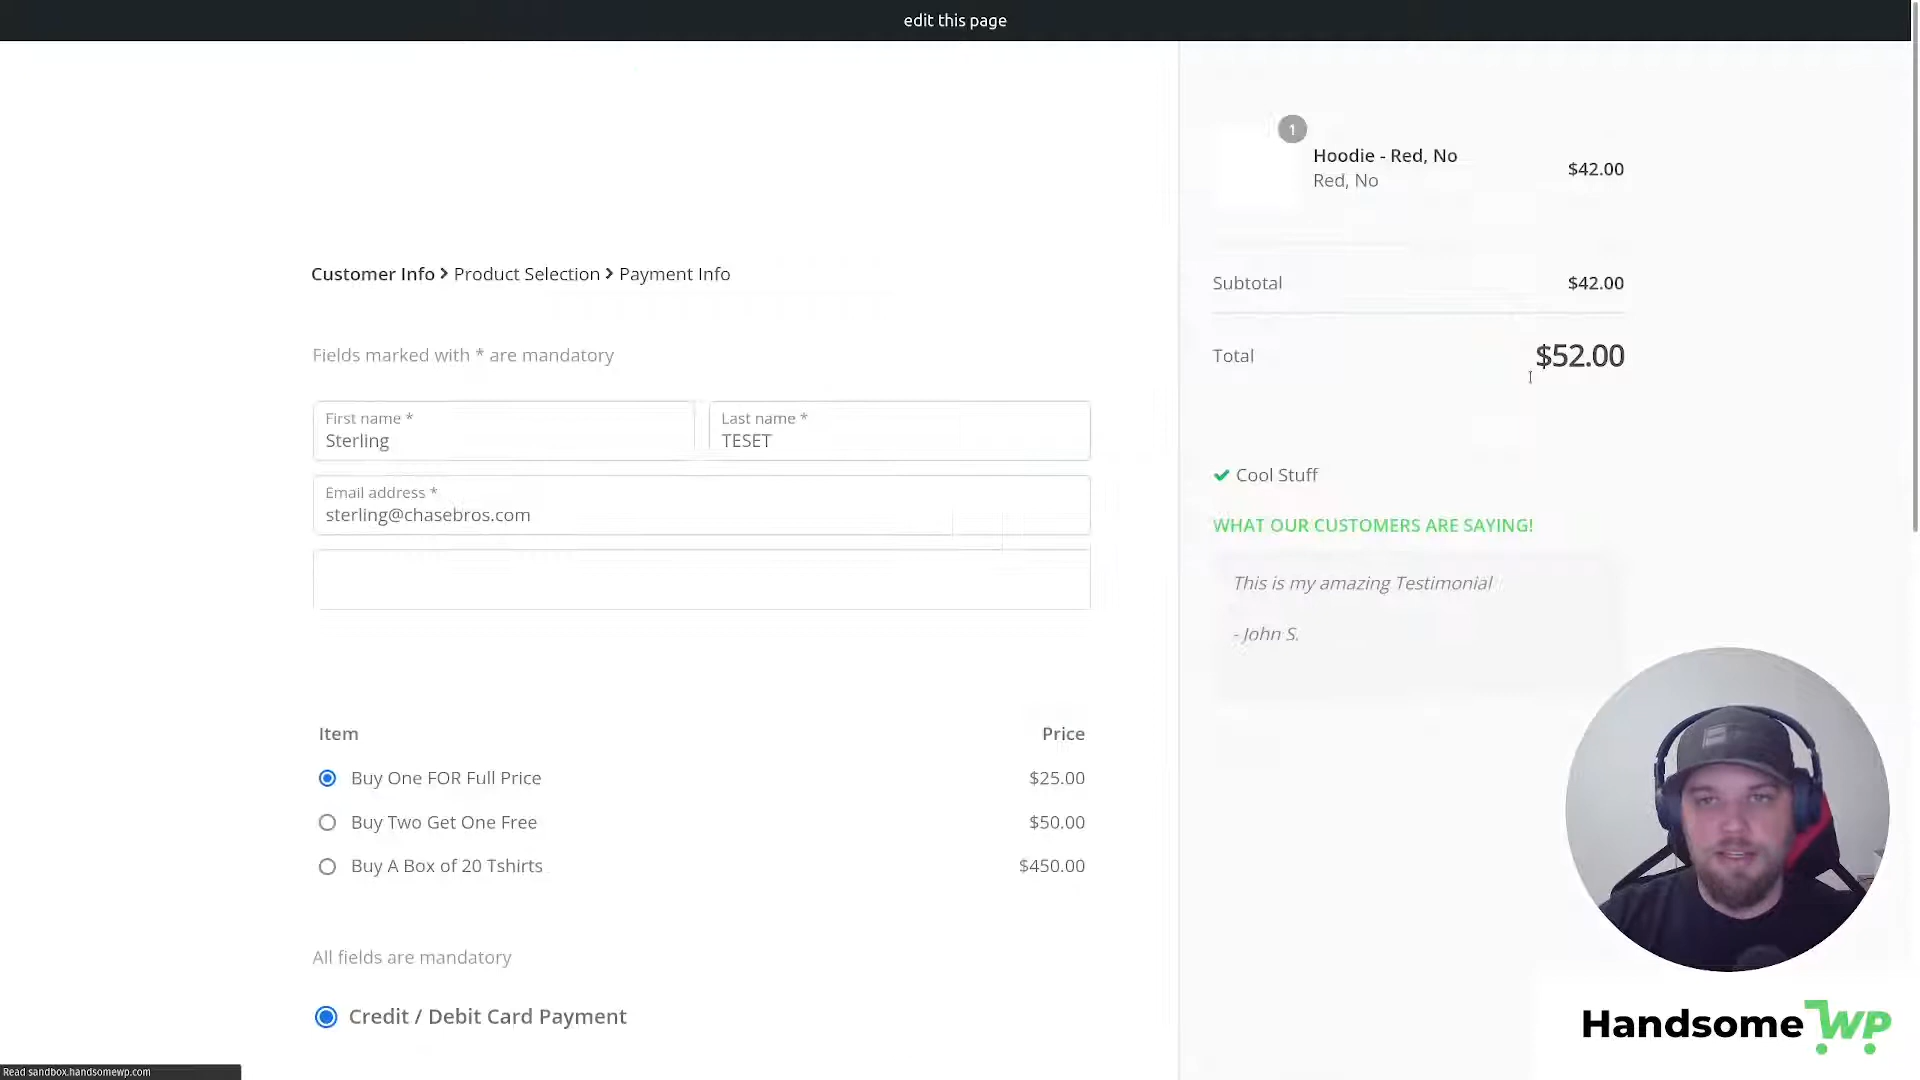 edit this page
Customer Info > Product Selection > Payment Info
Fields marked with * are mandatory
First name *
Sterling
Last name *
TESET
Email address *
sterling@chasebros.com
Item Price
Buy One FOR Full Price $25.00
Buy Two Get One Free $50.00
Buy A Box of 20 Tshirts $450.00
All fields are mandatory
Credit / Debit Card Payment
1
Hoodie - Red, No $42.00
Red, No
Subtotal $42.00
Total $52.00
Cool Stuff
WHAT OUR CUSTOMERS ARE SAYING!
This is my amazing Testimonial
- John S.
Handsome WP
Read sandbox.handsomewp.com